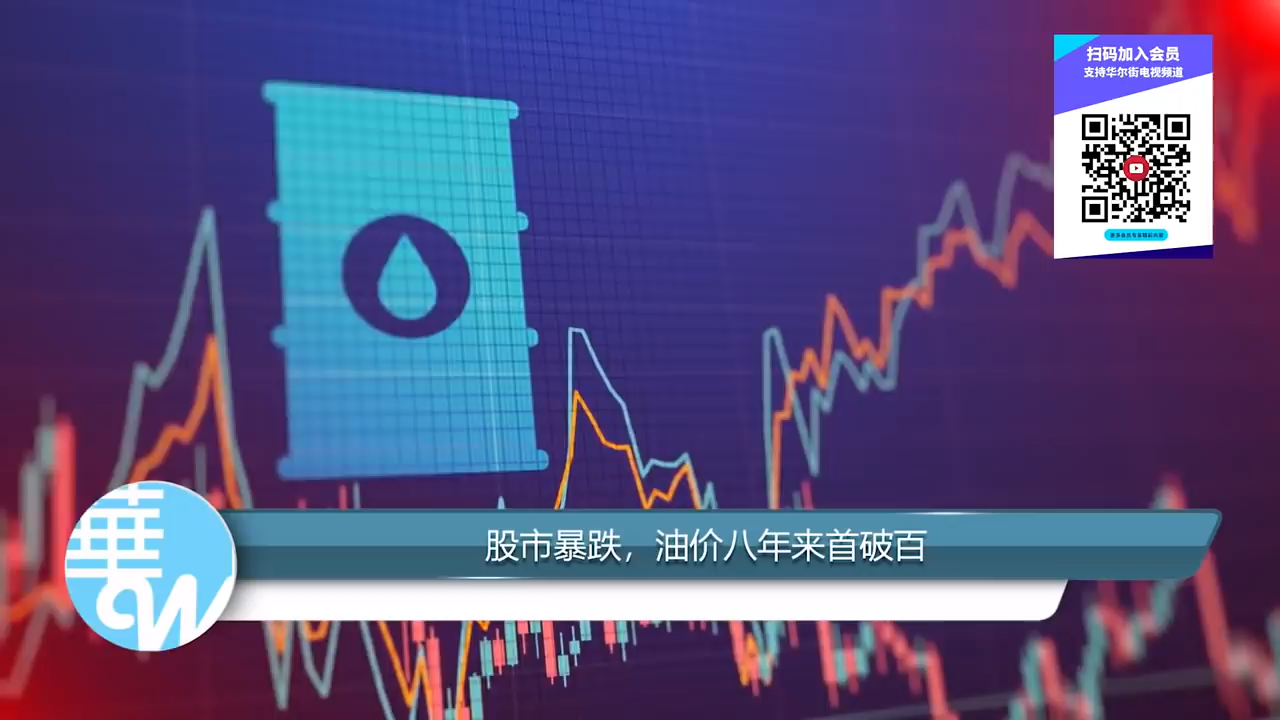 扫码加入会员
支持华尔街电视频道
股市暴跌，油价八年来首破百
華
W